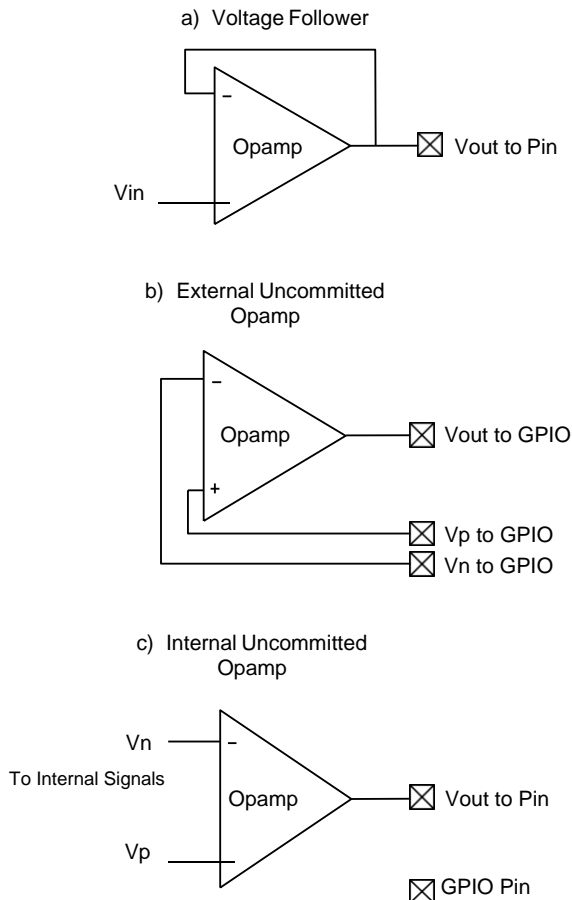 a) Voltage Follower
–
Opamp
Vout to Pin
Vin
b) External Uncommitted
Opamp
–
Opamp
Vout to GPIO
+
Vp to GPIO
Vn to GPIO
c) Internal Uncommitted
Opamp
Vn
–
To Internal Signals
Opamp
Vout to Pin
Vp
GPIO Pin